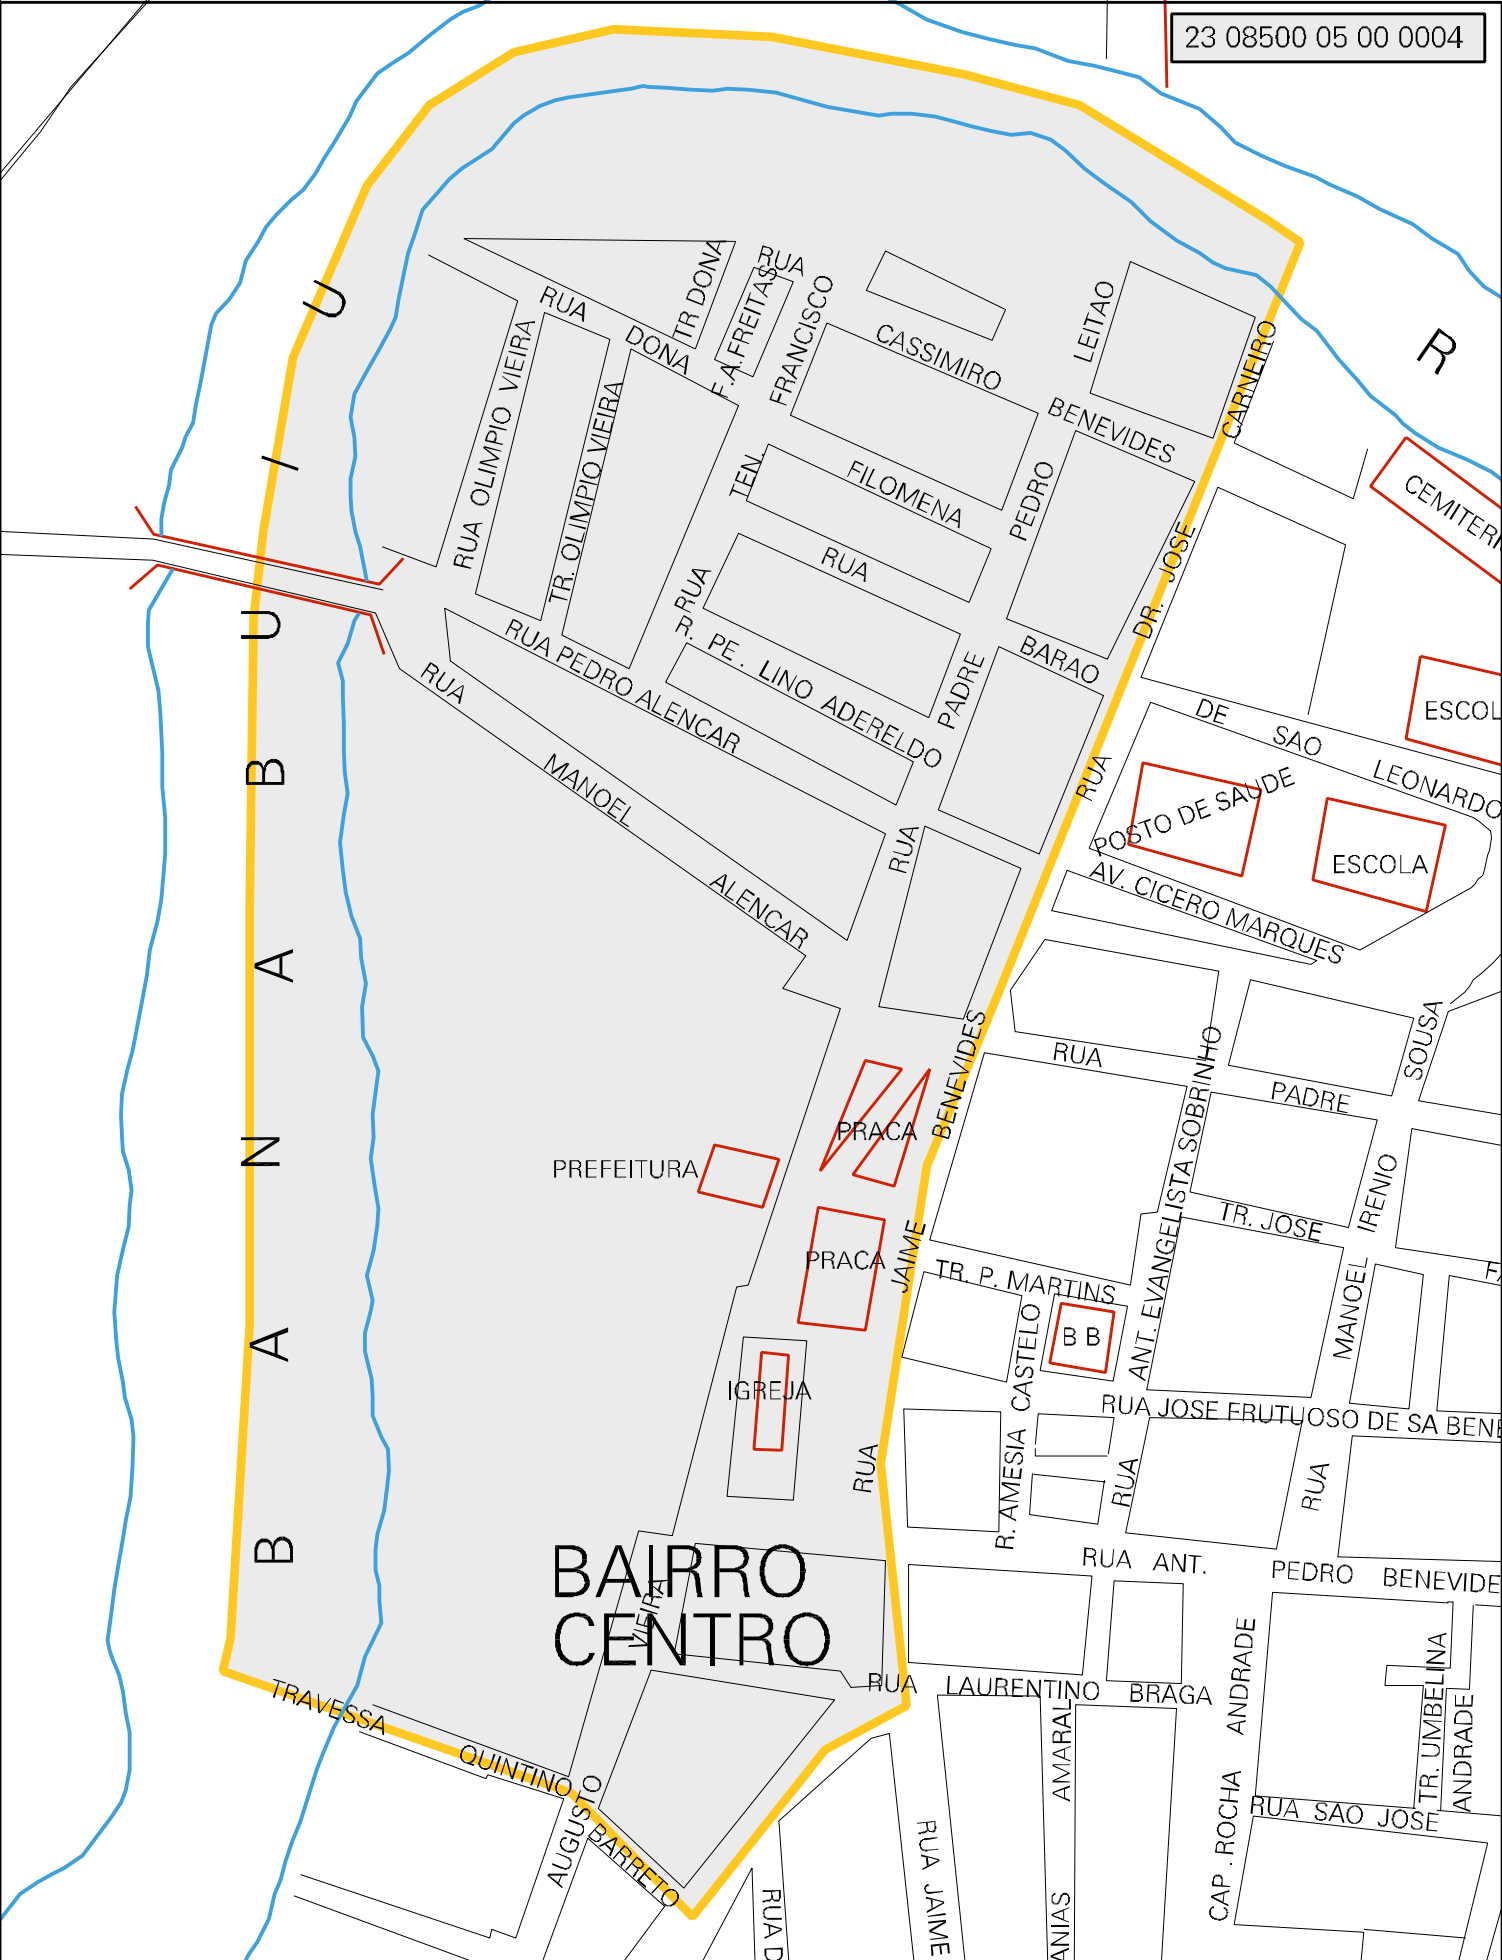 23 08500 05 00 0004
U
I
U
B
A
N
A
B
R
RUA
DONA
TR DONA
RUA
F.A.FREITAS
FRANCISCO
TEN.
RUA
CASSIMIRO
LEITAO
PEDRO
PADRE
RUA
BENEVIDES
CARNEIRO
DR. JOSE
RUA
RUA OLIMPIO VIEIRA
TR. OLIMPIO VIEIRA
FILOMENA
RUA
BARAO
DE SAO LEONARDO
CEMITERI
ESCOL
R. PE. LINO ADERELDO
RUA PEDRO ALENCAR
RUA MANOEL ALENCAR
POSTO DE SAUDE
ESCOLA
AV. CICERO MARQUES
BENEVIDES
JAIME
RUA
RUA
PADRE
SOUSA
IRENIO
MANOEL
RUA
PRACA
PREFEITURA
PRACA
IGREJA
TR. JOSE
FA
TR. P. MARTINS
B B
ANT. EVANGELISTA SOBRINHO
RUA
R. AMESIA CASTELO
RUA JOSE FRUTUOSO DE SA BENE
RUA ANT. PEDRO BENEVIDE
BAIRRO
CENTRO
VIEIRA
AUGUSTO
RUA LAURENTINO BRAGA
TRAVESSA QUINTINO BARRETO
AMARAL
ANIAS
CAP. ROCHA ANDRADE
TR. UMBELINA
ANDRADE
RUA SAO JOSE
RUA JAIME
RUA D